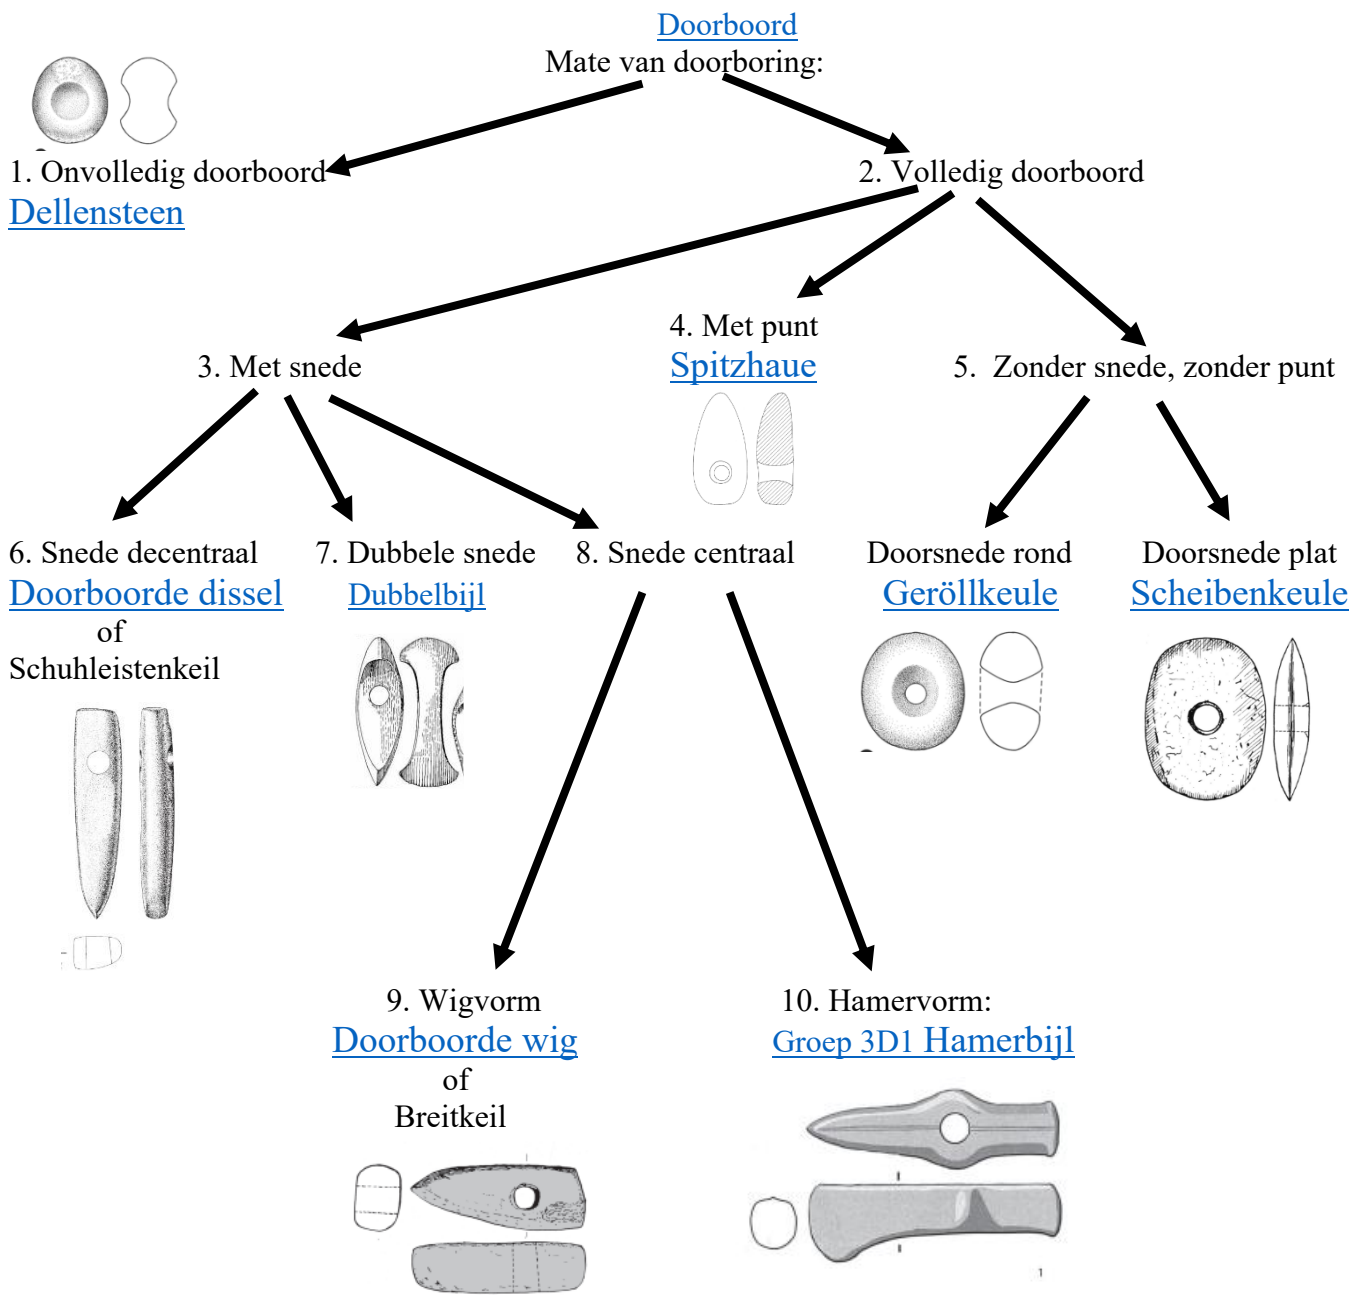 Doorboord
Mate van doorboring:
1. Onvolledig doorboord
Dellensteen
2. Volledig doorboord
3. Met snede
4. Met punt
Spitzhaue
5. Zonder snede, zonder punt
6. Snede decentraal
Doorboorde dissel
of
Schuhleistenkeil
7. Dubbele snede
Dubbelbijl
8. Snede centraal
Doorsnede rond
Geröllkeule
Doorsnede plat
Scheibenkeule
9. Wigvorm
Doorboorde wig
of
Breitkeil
10. Hamervorm:
Groep 3D1 Hamerbijl
1